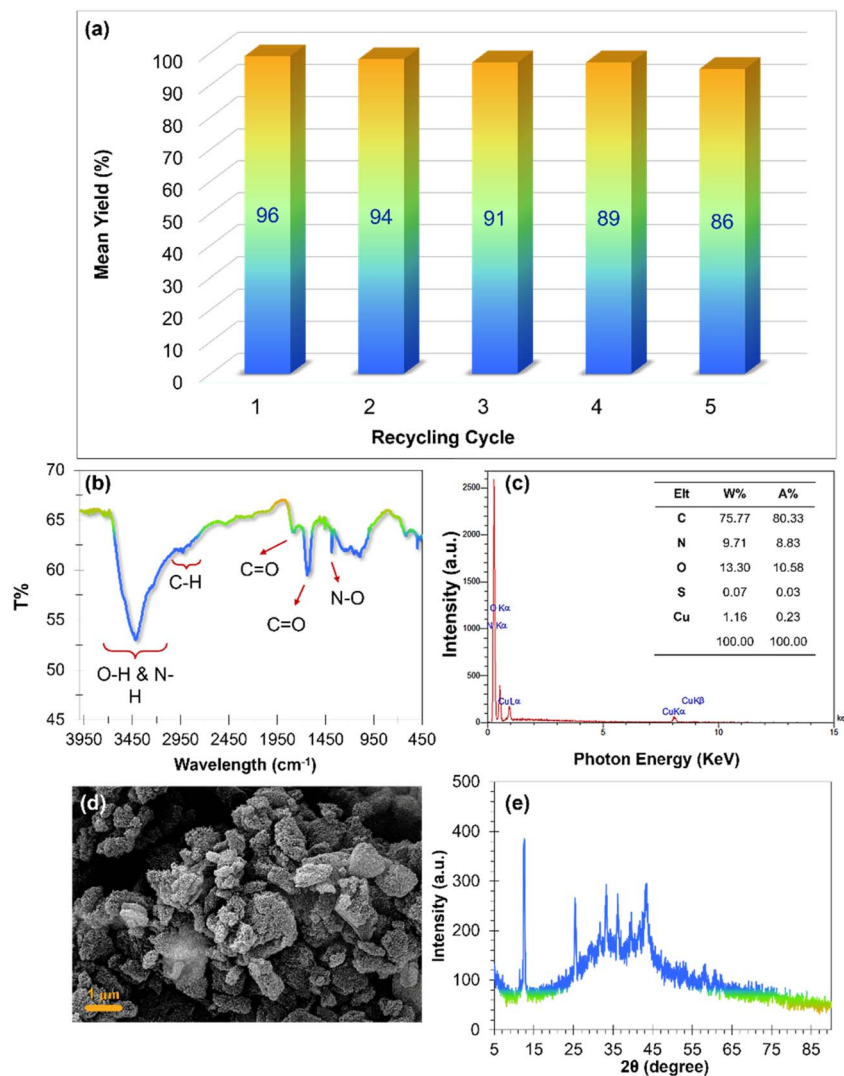 (a)
100
90
80
70
60
50
40
30
20
10
0
Mean Yield (%)
96 94 91 89 86
1 2 3 4 5
Recycling Cycle
(b)
70
65
60
55
50
45
T%
C-H
C=O
C=O
N-O
O-H & N-
H
3950 3450 2950 2450 1950 1450 950 450
Wavelength (cm-1)
(c)
2500
2000
1500
1000
500
0
Intensity (a.u.)
O Kα
N Kα
CuLα
CuKα
CuKβ
Elt W% A%
C 75.77 80.33
N 9.71 8.83
O 13.30 10.58
S 0.07 0.03
Cu 1.16 0.23
100.00 100.00
0 5 10 15
Photon Energy (KeV)
(d)
1 µm
(e)
500
400
300
200
100
0
Intensity (a.u.)
5 15 25 35 45 55 65 75 85
2θ (degree)